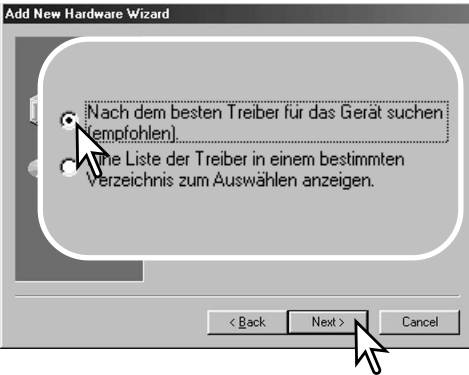 Add New Hardware Wizard
Nach dem besten Treiber für das Gerät suchen
(empfohlen).
Liste der Treiber in einem bestimmten
Verzeichnis zum Auswählen anzeigen.
< Back Next > Cancel